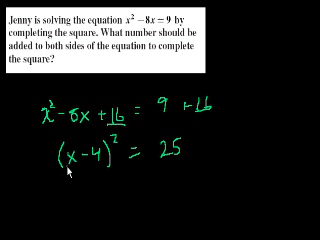 Jenny is solving the equation x² − 8x = 9 by
completing the square. What number should be
added to both sides of the equation to complete
the square?
x² - 8x + 16 = 9 + 16
(x - 4)² = 25